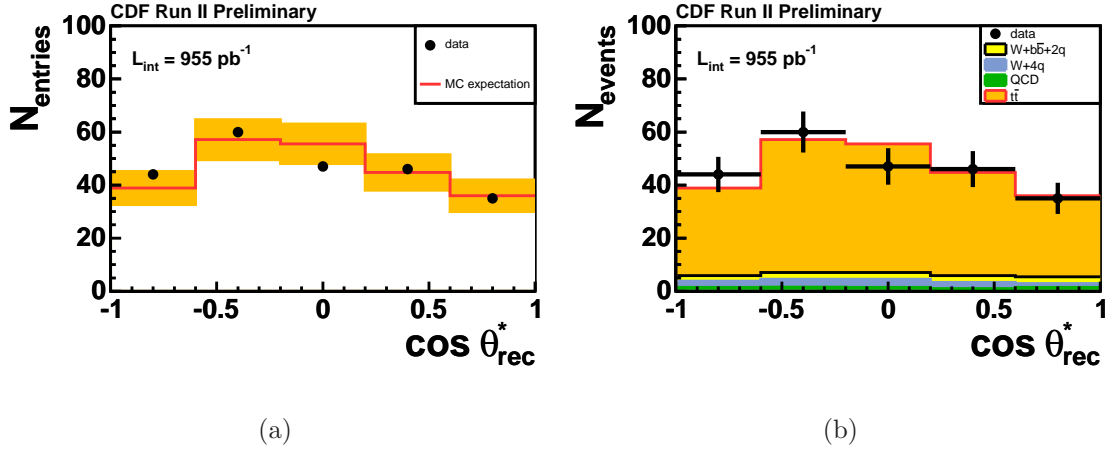 CDF Run II Preliminary
N_entries
100
80
60
40
20
0
L_int = 955 pb^-1
data
MC expectation
-1 -0.5 0 0.5 1
cos θ*_rec
(a)
CDF Run II Preliminary
N_events
100
80
60
40
20
0
L_int = 955 pb^-1
data
W+bb̄+2q
W+4q
QCD
tt̄
-1 -0.5 0 0.5 1
cos θ*_rec
(b)